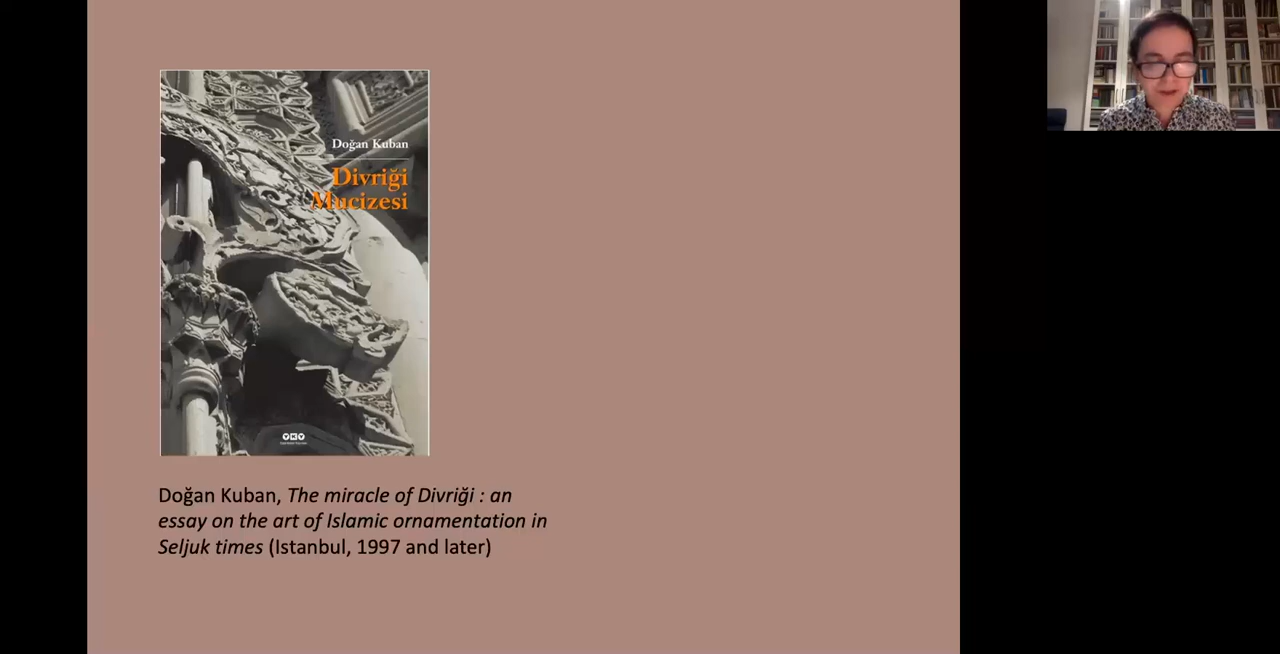 Doğan Kuban
Divriği
Mucizesi
YKY
Doğan Kuban, The miracle of Divriği : an
essay on the art of Islamic ornamentation in
Seljuk times (Istanbul, 1997 and later)